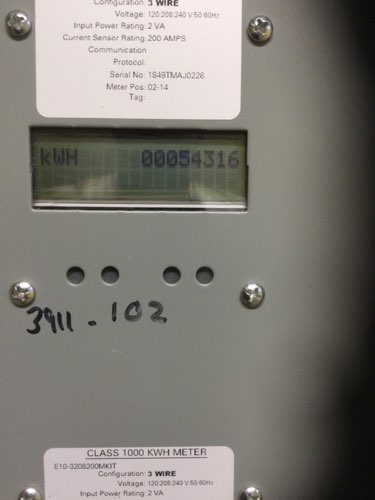 Configuration: 3 WIRE
Voltage: 120:208:240 V:50:60Hz
Input Power Rating: 2 VA
Current Sensor Rating: 200 AMPS
Communication
Protocol:
Serial No: 1849TMAJ0226
Meter Pos: 02-14
Tag:
kWH 00054316
3911-102
CLASS 1000 KWH METER
E10-3208200MKIT
Configuration: 3 WIRE
Voltage: 120:208:240 V:50:60Hz
Input Power Rating: 2 VA